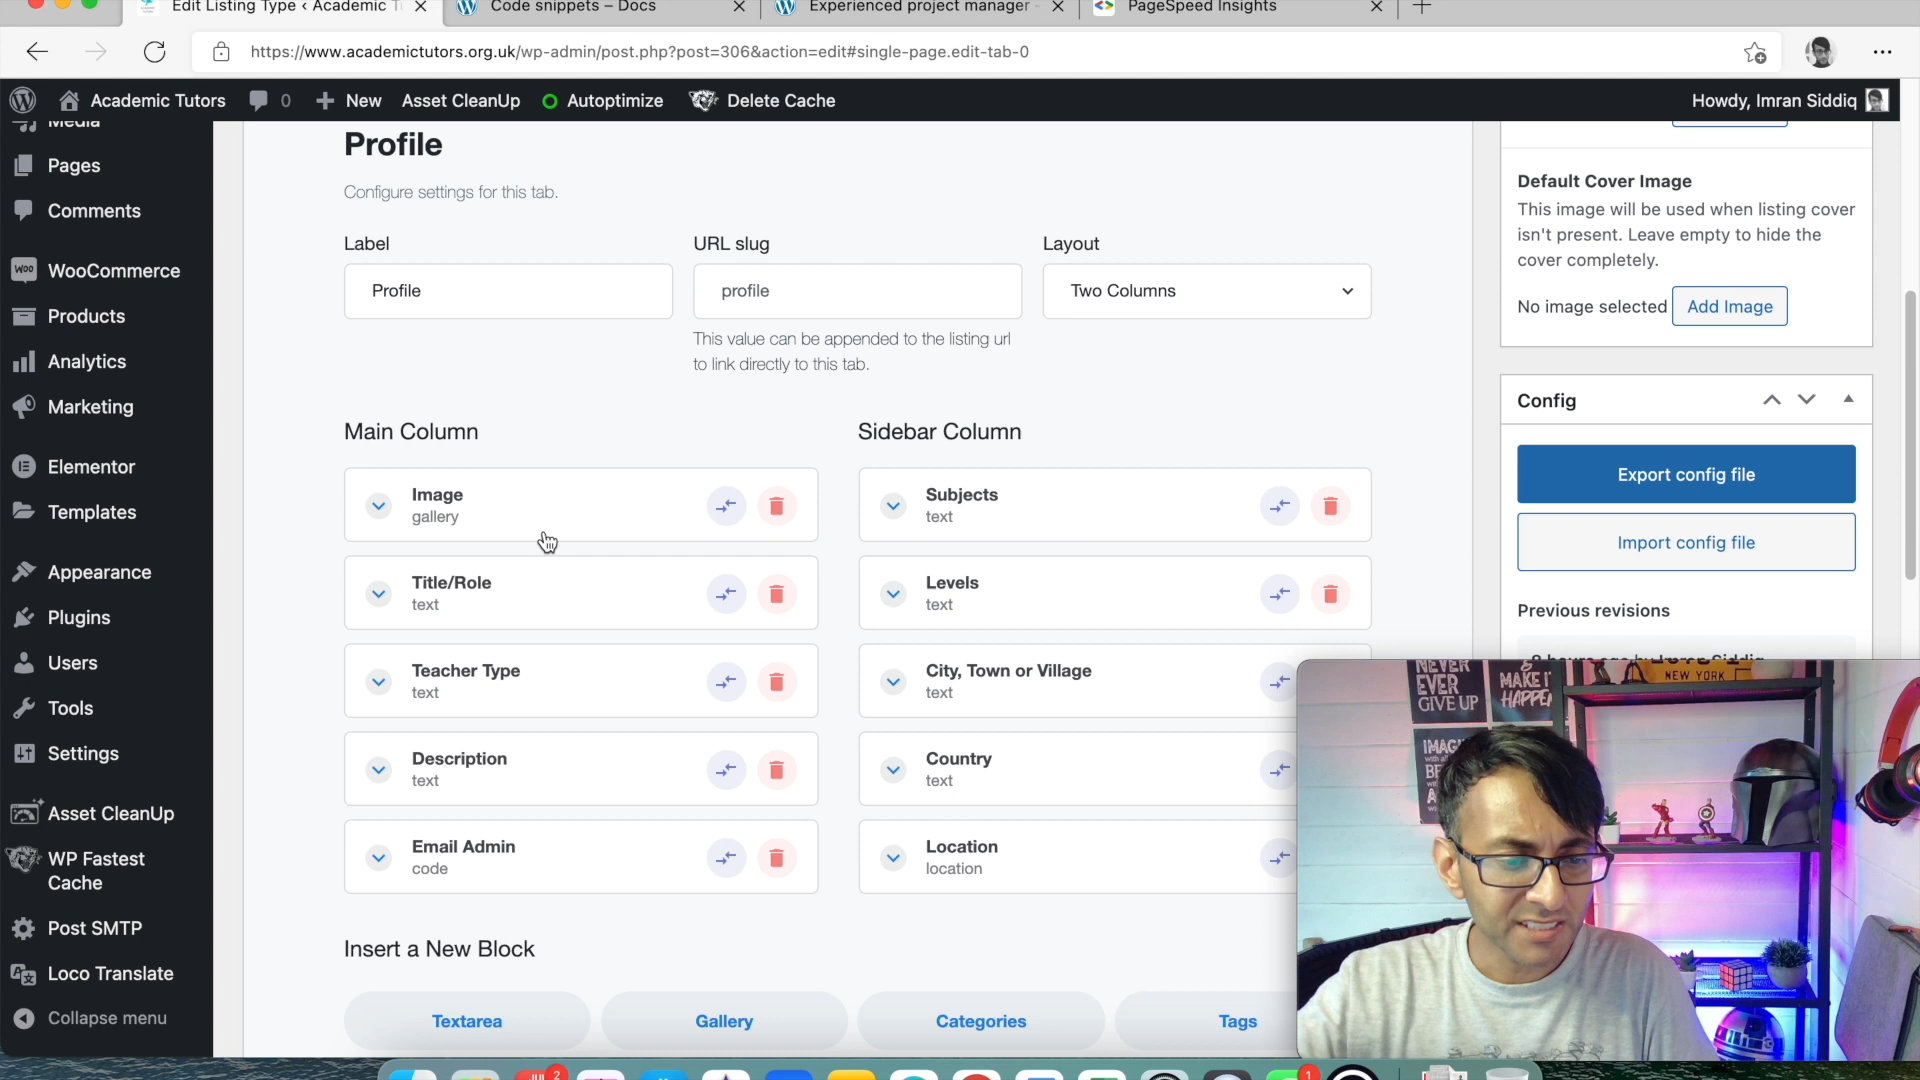 Edit Listing Type ‹ Academic T
Code snippets – Docs
Experienced project manager
PageSpeed Insights
https://www.academictutors.org.uk/wp-admin/post.php?post=306&action=edit#single-page.edit-tab-0
Academic Tutors
0
New
Asset CleanUp
Autoptimize
Delete Cache
Howdy, Imran Siddiq
Media
Pages
Comments
WooCommerce
Products
Analytics
Marketing
Elementor
Templates
Appearance
Plugins
Users
Tools
Settings
Asset CleanUp
WP Fastest
Cache
Post SMTP
Loco Translate
Collapse menu
Profile
Configure settings for this tab.
Label
URL slug
Layout
Profile
profile
Two Columns
This value can be appended to the listing url
to link directly to this tab.
Main Column
Sidebar Column
Image
gallery
Subjects
text
Title/Role
text
Levels
text
Teacher Type
text
City, Town or Village
text
Description
text
Country
text
Email Admin
code
Location
location
Insert a New Block
Textarea
Gallery
Categories
Tags
Default Cover Image
This image will be used when listing cover
isn't present. Leave empty to hide the
cover completely.
No image selected
Add Image
Config
Export config file
Import config file
Previous revisions
NEVER
EVER
GIVE UP
MAKE IT
HAPPEN
NEW YORK
2
1